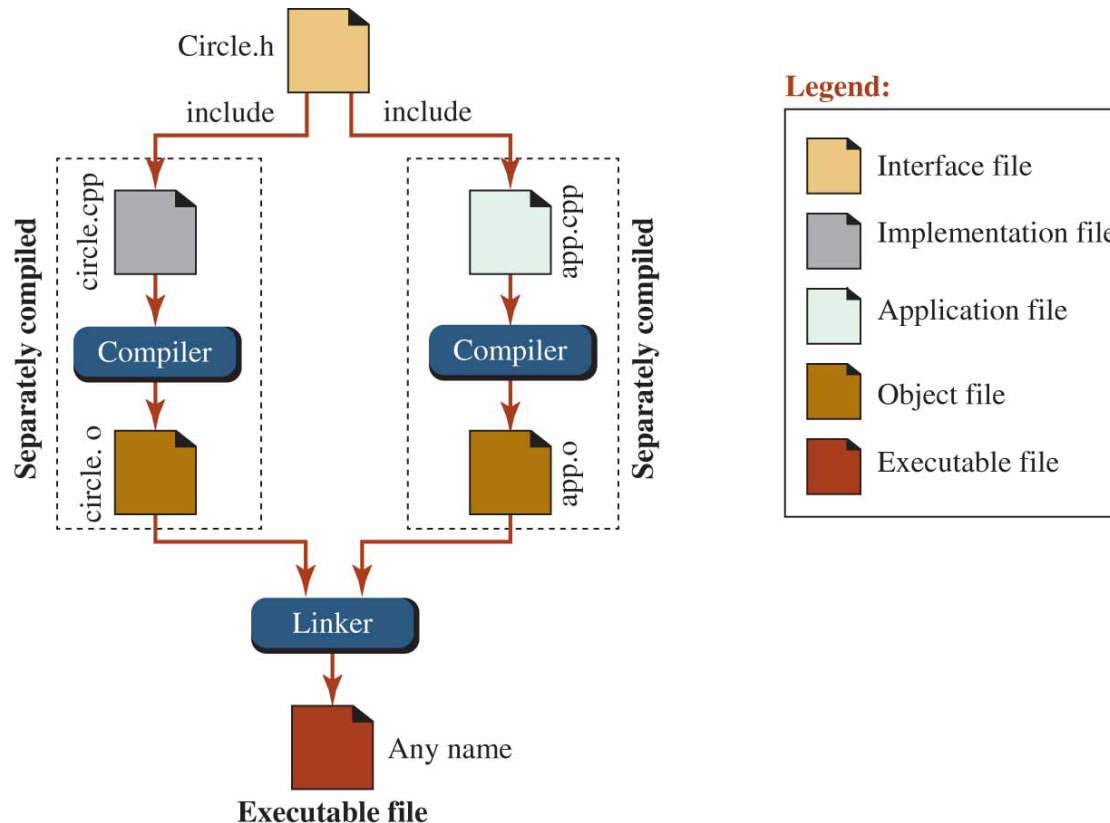 Circle.h
include
include
Legend:
Interface file
Implementation file
Application file
Object file
Executable file
Separately compiled
circle.cpp
Compiler
circle. o
app.cpp
Compiler
app.o
Separately compiled
Linker
Any name
Executable file